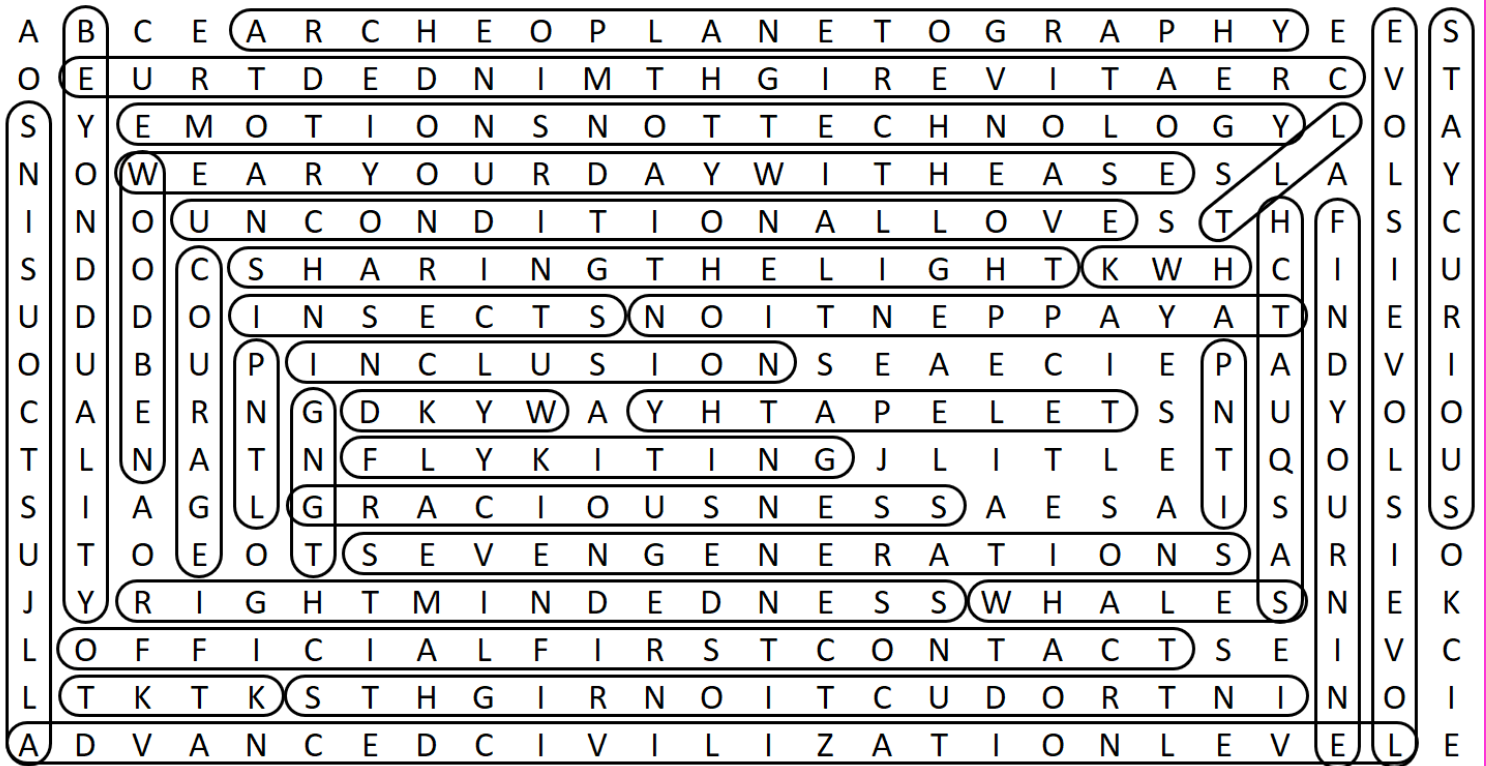 A B C E A R C H E O P L A N E T O G R A P H Y E E S
O E U R T D E D N I M T H G I R E V I T A E R C V T
S Y E M O T I O N S N O T T E C H N O L O G Y L O A
N O W E A R Y O U R D A Y W I T H E A S E S L A L Y
I N O U N C O N D I T I O N A L L O V E S T H F S C
S D O C S H A R I N G T H E L I G H T K W H C I I U
U D D O I N S E C T S N O I T N E P P A Y A T N E R
O U B U P I N C L U S I O N S E A E C I E P A D V I
C A E R N G D K Y W A Y H T A P E L E T S N U Y O O
T L N A T N F L Y K I T I N G J L I T L E T Q O L U
S I A G L G R A C I O U S N E S S A E S A I S U S S
U T O E O T S E V E N G E N E R A T I O N S A R I O
J Y R I G H T M I N D E D N E S S W H A L E S N E K
L O F F I C I A L F I R S T C O N T A C T S E I V C
L T K T K S T H G I R N O I T C U D O R T N I N O I
A D V A N C E D C I V I L I Z A T I O N L E V E L E